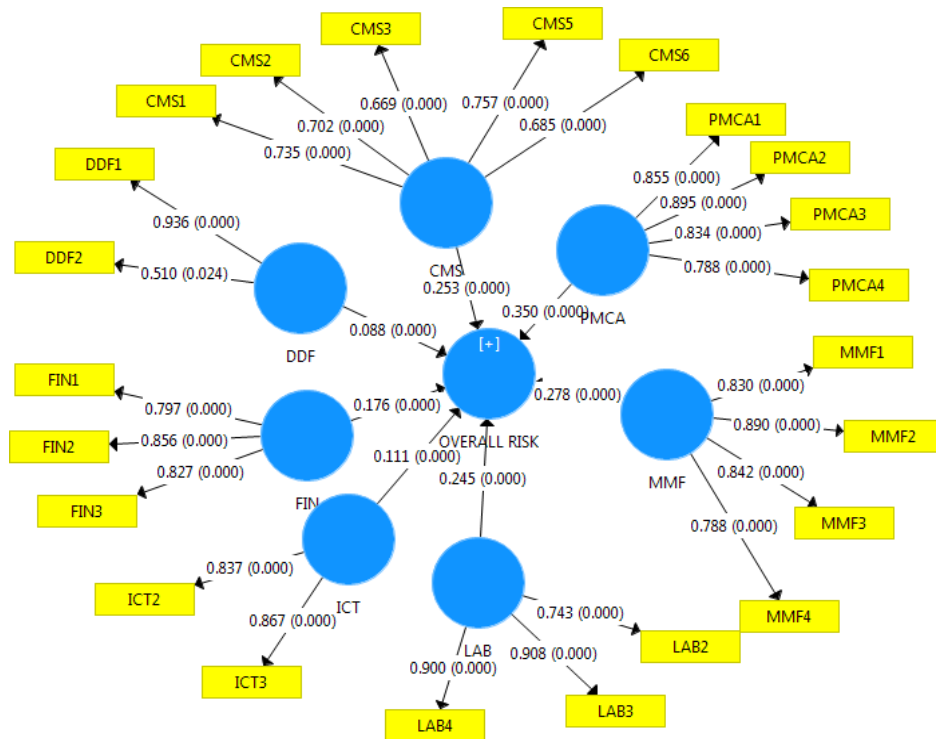 CMS3
CMS5
CMS2
CMS6
CMS1
0.669 (0.000)
0.757 (0.000)
0.702 (0.000)
0.685 (0.000)
0.735 (0.000)
PMCA1
DDF1
PMCA2
0.855 (0.000)
0.895 (0.000)
0.936 (0.000)
PMCA3
0.834 (0.000)
DDF2
0.510 (0.024)
0.788 (0.000)
CMS
PMCA4
0.253 (0.000)
0.350 (0.000)
PMCA
0.088 (0.000)
[+]
DDF
MMF1
FIN1
0.830 (0.000)
0.797 (0.000)
0.176 (0.000)
0.278 (0.000)
0.890 (0.000)
MMF2
FIN2
0.856 (0.000)
OVERALL RISK
0.111 (0.000)
0.842 (0.000)
0.827 (0.000)
0.245 (0.000)
MMF
FIN3
FIN
MMF3
0.788 (0.000)
0.837 (0.000)
ICT2
ICT
0.743 (0.000)
MMF4
0.867 (0.000)
LAB
LAB2
0.900 (0.000)
0.908 (0.000)
ICT3
LAB3
LAB4